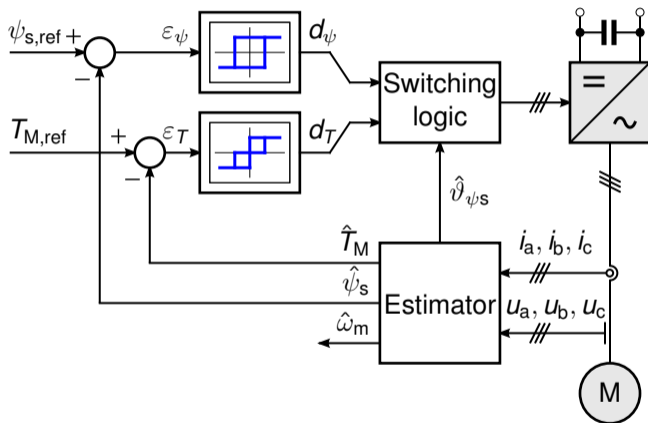 ψs,ref + εψ dψ
−
Switching
logic
=
∼
TM,ref + εT dT
−
ϑ̂ψs
T̂M
ψ̂s
ω̂m
Estimator
ia, ib, ic
ua, ub, uc
M